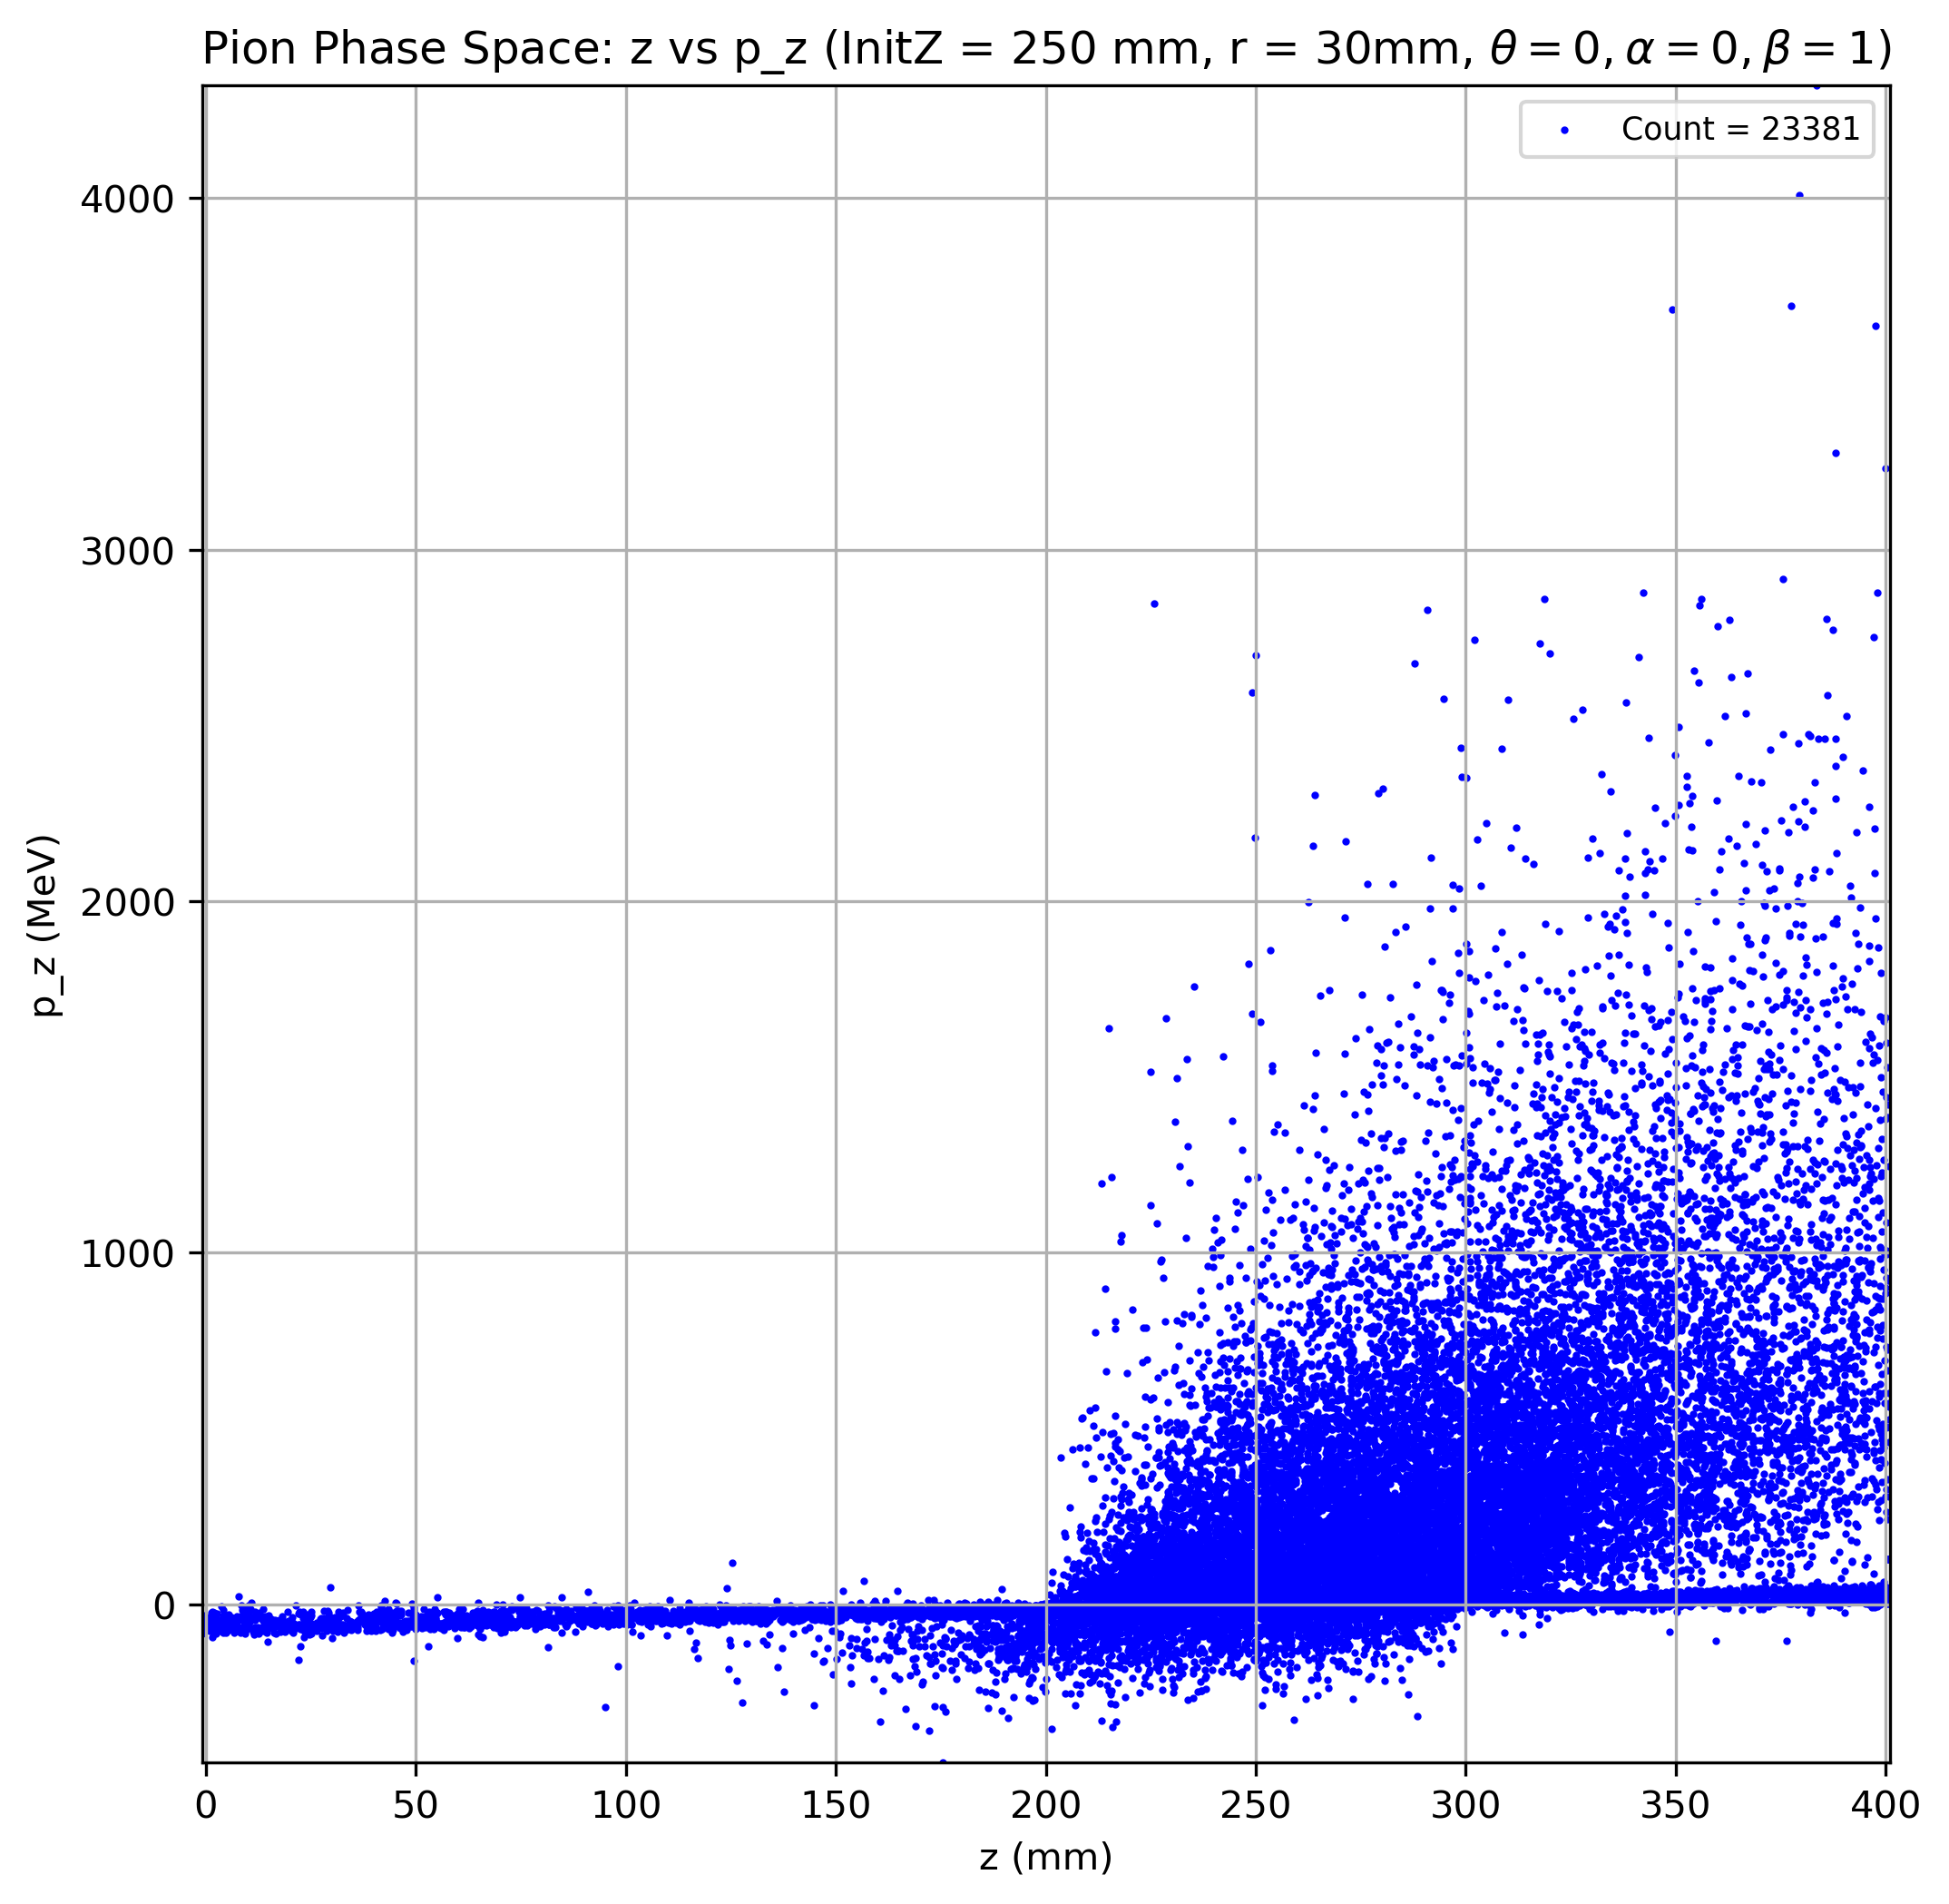 Pion Phase Space: z vs p_z (InitZ = 250 mm, r = 30mm, θ = 0, α = 0, β = 1)
Count = 23381
4000
3000
2000
1000
0
p_z (MeV)
0 50 100 150 200 250 300 350 400
z (mm)